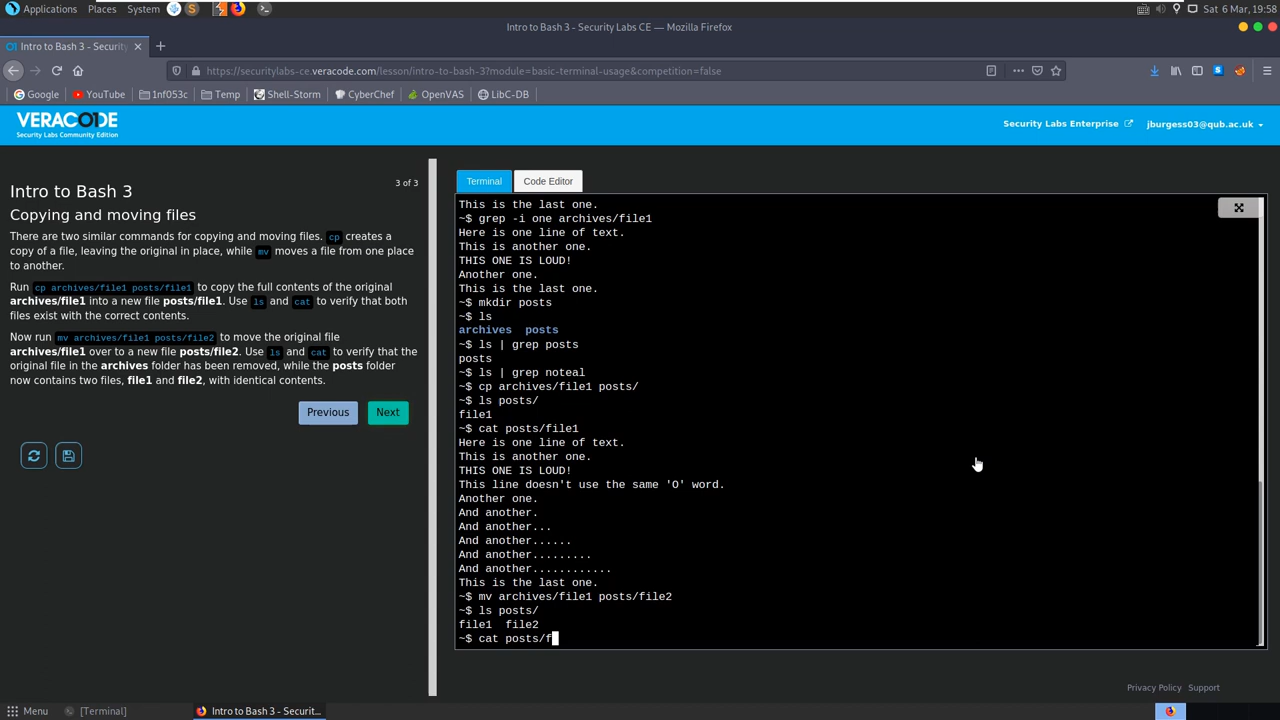 Applications Places System
Sat 6 Mar, 19:58
Intro to Bash 3 - Security Labs CE — Mozilla Firefox
Intro to Bash 3 - Security
https://securitylabs-ce.veracode.com/lesson/intro-to-bash-3?module=basic-terminal-usage&competition=false
Google YouTube 1nf053c Temp Shell-Storm CyberChef OpenVAS LibC-DB
VERACODE
Security Labs Community Edition
Security Labs Enterprise
jburgess03@qub.ac.uk
3 of 3
Intro to Bash 3
Copying and moving files
There are two similar commands for copying and moving files. cp creates a
copy of a file, leaving the original in place, while mv moves a file from one place
to another.
Run cp archives/file1 posts/file1 to copy the full contents of the original
archives/file1 into a new file posts/file1. Use ls and cat to verify that both
files exist with the correct contents.
Now run mv archives/file1 posts/file2 to move the original file
archives/file1 over to a new file posts/file2. Use ls and cat to verify that the
original file in the archives folder has been removed, while the posts folder
now contains two files, file1 and file2, with identical contents.
Previous Next
Terminal Code Editor
This is the last one.
~$ grep -i one archives/file1
Here is one line of text.
This is another one.
THIS ONE IS LOUD!
Another one.
This is the last one.
~$ mkdir posts
~$ ls
archives posts
~$ ls | grep posts
posts
~$ ls | grep noteal
~$ cp archives/file1 posts/
~$ ls posts/
file1
~$ cat posts/file1
Here is one line of text.
This is another one.
THIS ONE IS LOUD!
This line doesn't use the same 'O' word.
Another one.
And another.
And another...
And another......
And another.........
And another............
This is the last one.
~$ mv archives/file1 posts/file2
~$ ls posts/
file1 file2
~$ cat posts/f
Privacy Policy Support
Menu [Terminal] Intro to Bash 3 - Securit...